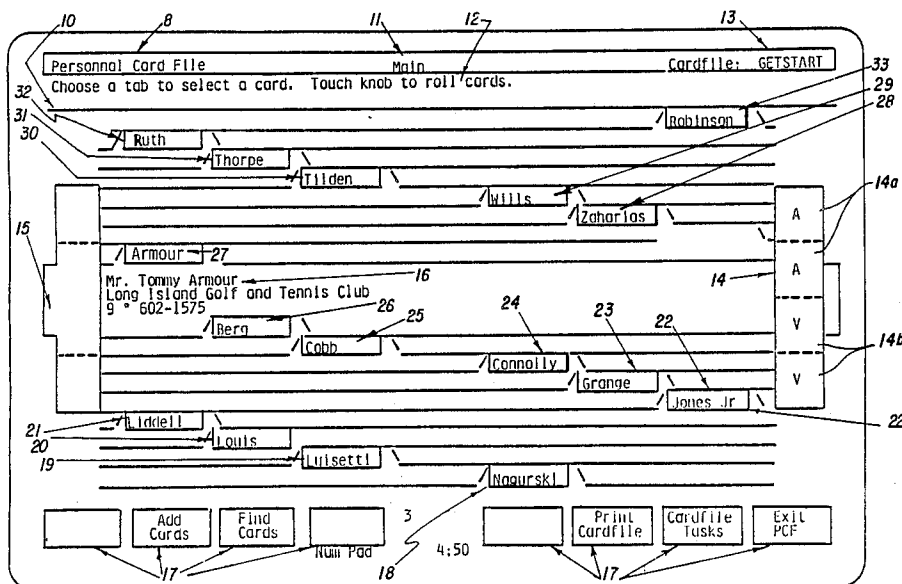 10 8 11 12 13
Personnal Card File Main Cardfile: GETSTART
Choose a tab to select a card. Touch knob to roll cards.
33
32 29
31 Robinson 28
30 Ruth
Thorpe
Tilden
Wills 14a
Zaharias A
15
Armour 27 14 A
Mr. Tommy Armour 16
Long Island Golf and Tennis Club
9 ° 602-1575 26 24 V
Berg 25 23
Cobb 22 14b
Connolly V
Grange
Jones Jr
21 Liddell 22
20 Louis
19 Luisetti
Nagurski
Add Cards Find Cards 3 Print Cardfile Cardfile Tasks Exit PCF
Num Pad 4:50
17 18 17